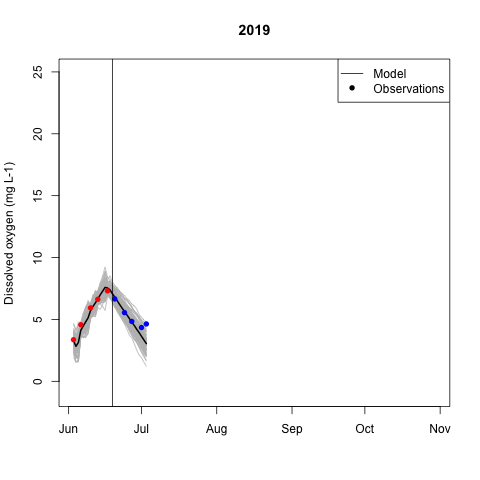 2019
Model
Observations
Dissolved oxygen (mg L-1)
25
20
15
10
5
0
Jun Jul Aug Sep Oct Nov